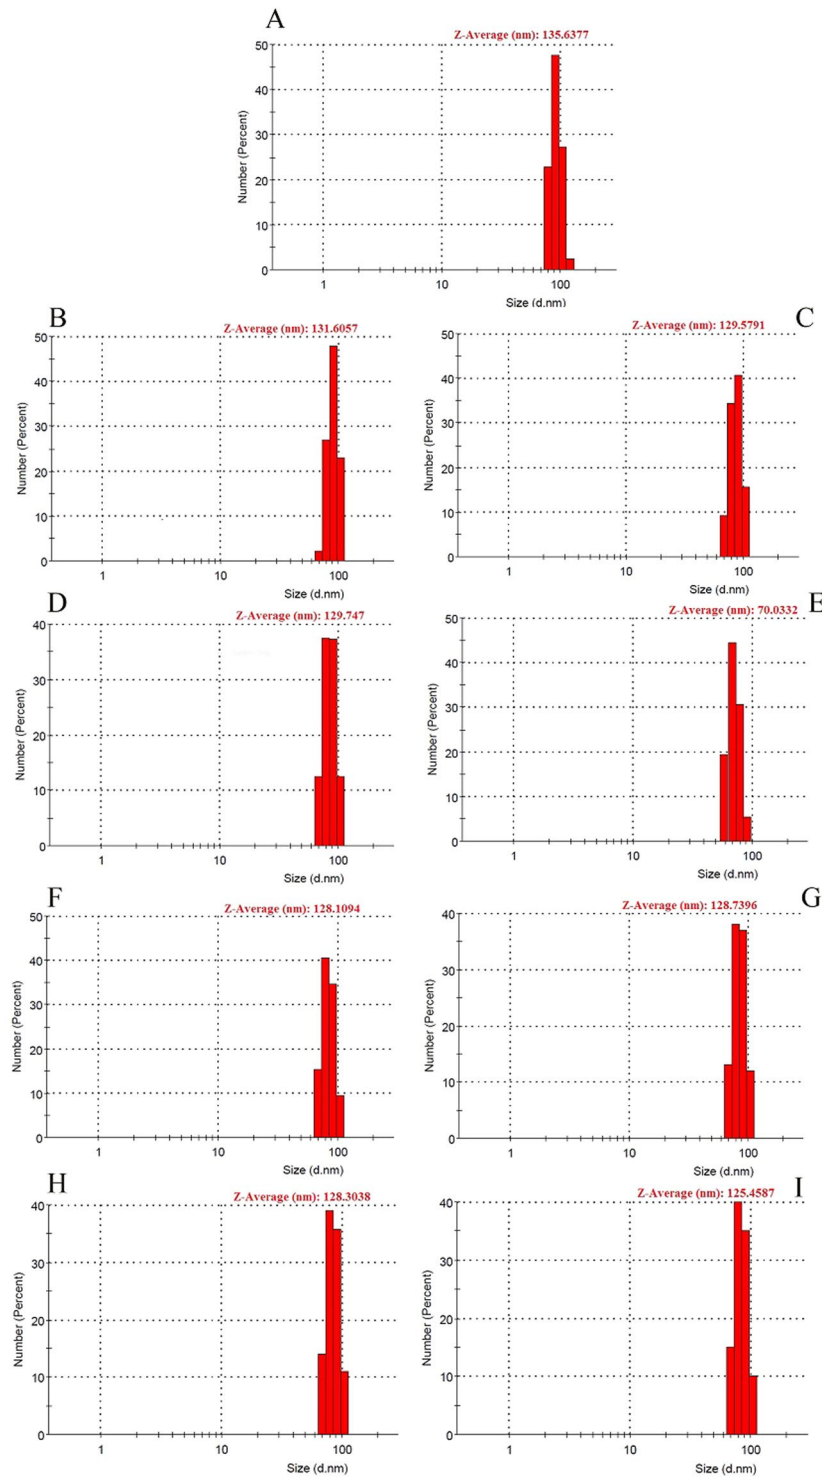 A
Z-Average (nm): 135.6377
50
40
30
20
10
0
Number (Percent)
1 10 100
Size (d.nm)
B
Z-Average (nm): 131.6057
50
40
30
20
10
0
Number (Percent)
1 10 100
Size (d.nm)
C
Z-Average (nm): 129.5791
50
40
30
20
10
0
Number (Percent)
1 10 100
Size (d.nm)
D
Z-Average (nm): 129.747
40
30
20
10
0
Number (Percent)
1 10 100
Size (d.nm)
E
Z-Average (nm): 70.0332
50
40
30
20
10
0
Number (Percent)
1 10 100
Size (d.nm)
F
Z-Average (nm): 128.1094
50
40
30
20
10
0
Number (Percent)
1 10 100
Size (d.nm)
G
Z-Average (nm): 128.7396
40
30
20
10
0
Number (Percent)
1 10 100
Size (d.nm)
H
Z-Average (nm): 128.3038
40
30
20
10
0
Number (Percent)
1 10 100
Size (d.nm)
I
Z-Average (nm): 125.4587
40
30
20
10
0
Number (Percent)
1 10 100
Size (d.nm)